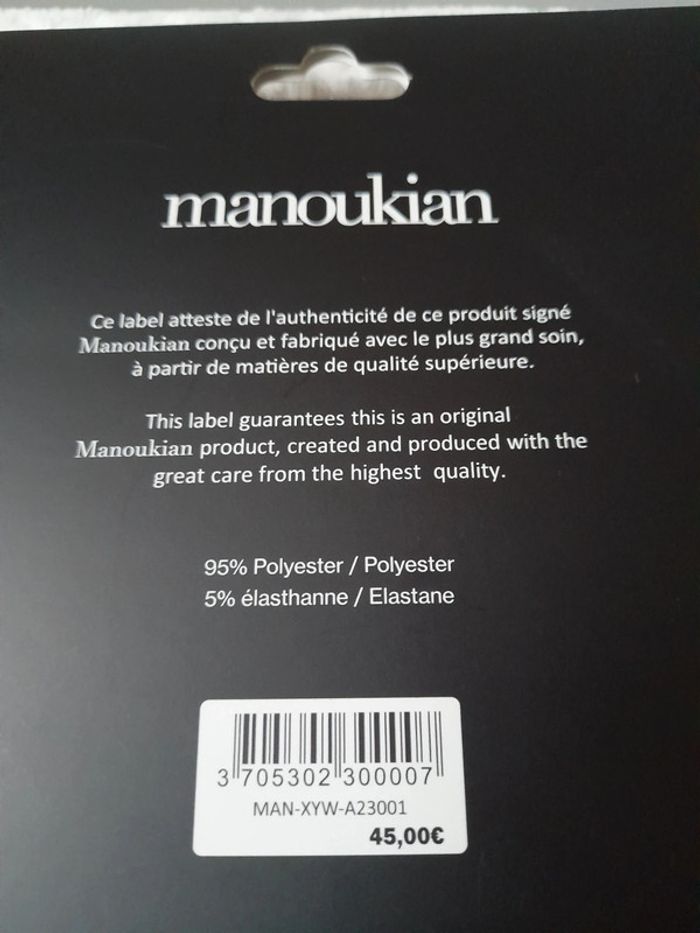 manoukian
Ce label atteste de l'authenticité de ce produit signé
Manoukian conçu et fabriqué avec le plus grand soin,
à partir de matières de qualité supérieure.
This label guarantees this is an original
Manoukian product, created and produced with the
great care from the highest quality.
95% Polyester / Polyester
5% élasthanne / Elastane
3 705302 300007
MAN-XYW-A23001
45,00€